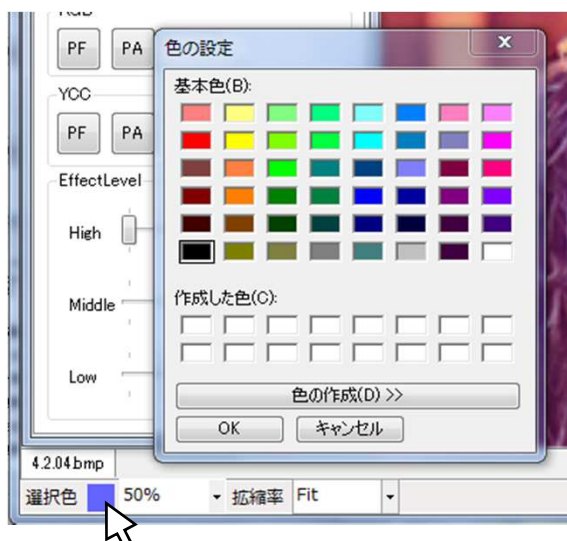 RGB
PF PA
YCC
PF PA
EffectLevel
High
Middle
Low
色の設定 x
基本色(B):
作成した色(C):
色の作成(D) >>
OK キャンセル
4.2.04.bmp
選択色 50% 拡縮率 Fit